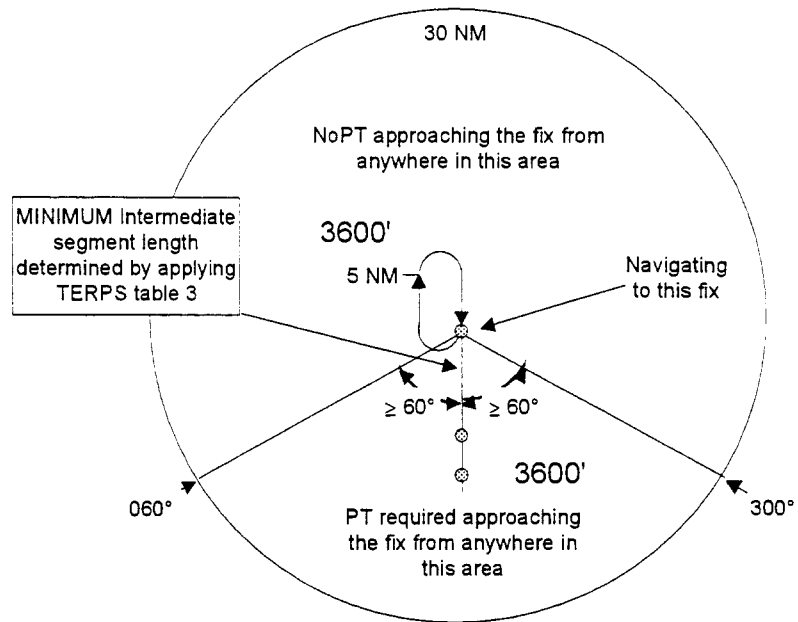 30 NM
NoPT approaching the fix from
anywhere in this area
MINIMUM Intermediate
segment length
determined by applying
TERPS table 3
3600'
5 NM
Navigating
to this fix
≥ 60°
≥ 60°
3600'
060°
300°
PT required approaching
the fix from anywhere in
this area